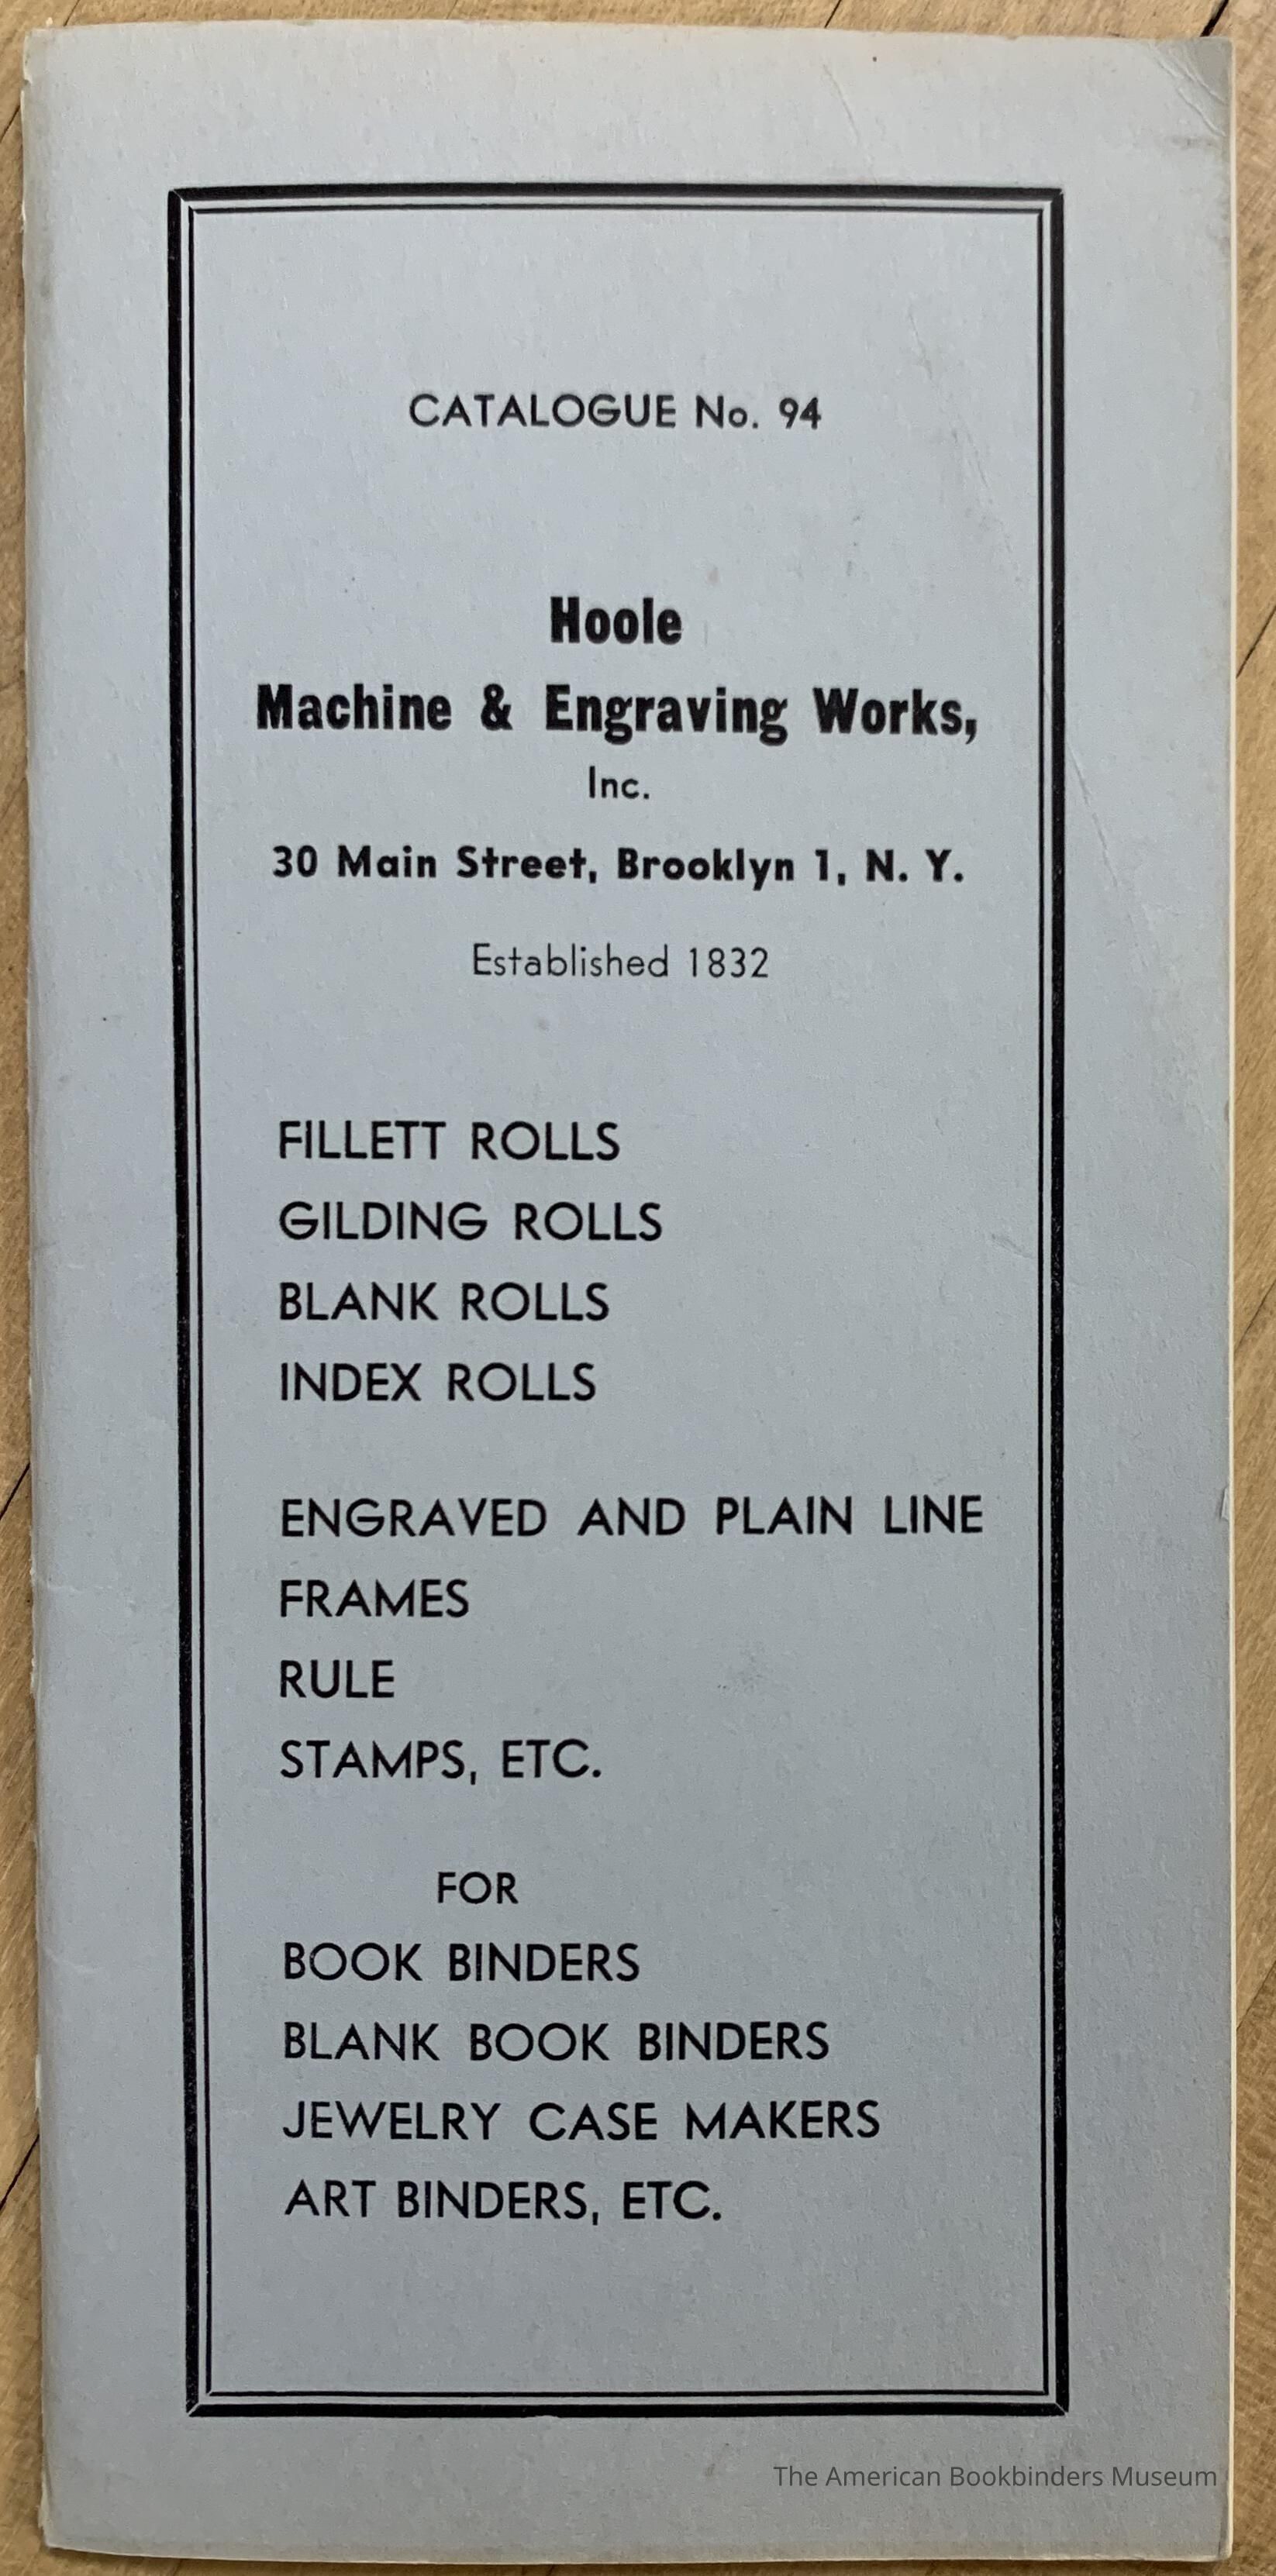 CATALOGUE No. 94
Hoole
Machine & Engraving Works,
Inc.
30 Main Street, Brooklyn 1, N. Y.
Established 1832
FILLETT ROLLS
GILDING ROLLS
BLANK ROLLS
INDEX ROLLS
ENGRAVED AND PLAIN LINE
FRAMES
RULE
STAMPS, ETC.
FOR
BOOK BINDERS
BLANK BOOK BINDERS
JEWELRY CASE MAKERS
ART BINDERS, ETC.
The American Bookbinders Museum